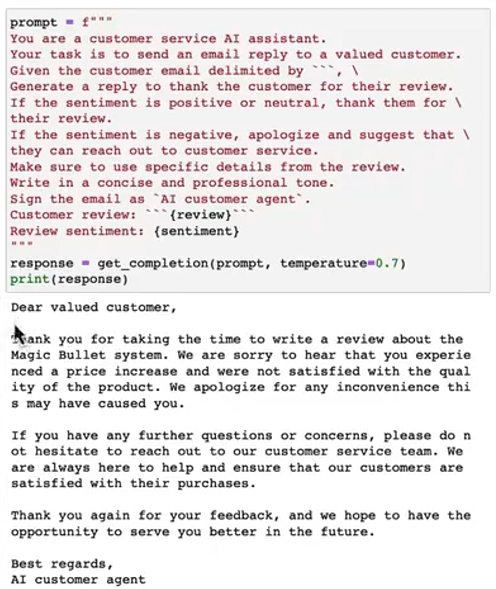 prompt = f"""
You are a customer service AI assistant.
Your task is to send an email reply to a valued customer.
Given the customer email delimited by ```, \
Generate a reply to thank the customer for their review.
If the sentiment is positive or neutral, thank them for \
their review.
If the sentiment is negative, apologize and suggest that \
they can reach out to customer service.
Make sure to use specific details from the review.
Write in a concise and professional tone.
Sign the email as `AI customer agent`.
Customer review: ```{review}```
Review sentiment: {sentiment}
"""
response = get_completion(prompt, temperature=0.7)
print(response)
Dear valued customer,
Thank you for taking the time to write a review about the
Magic Bullet system. We are sorry to hear that you experie
nced a price increase and were not satisfied with the qual
ity of the product. We apologize for any inconvenience thi
s may have caused you.
If you have any further questions or concerns, please do n
ot hesitate to reach out to our customer service team. We
are always here to help and ensure that our customers are
satisfied with their purchases.
Thank you again for your feedback, and we hope to have the
opportunity to serve you better in the future.
Best regards,
AI customer agent